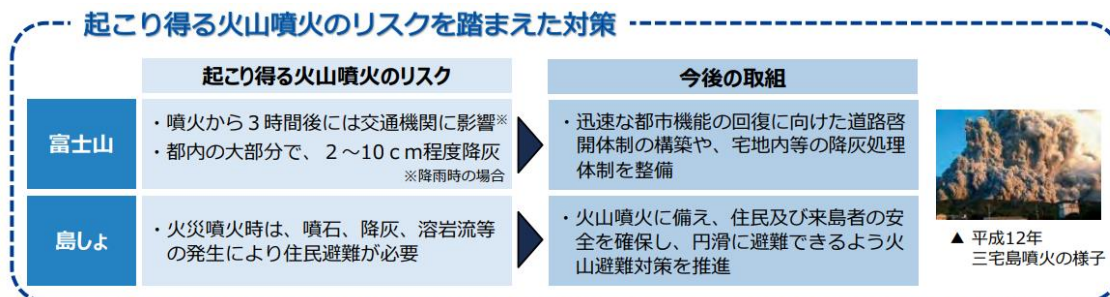 起こり得る火山噴火のリスクを踏まえた対策
起こり得る火山噴火のリスク
今後の取組
富士山
・噴火から３時間後には交通機関に影響※
・都内の大部分で、２～10ｃｍ程度降灰
※降雨時の場合
・迅速な都市機能の回復に向けた道路啓
開体制の構築や、宅地内等の降灰処理
体制を整備
島しょ
・火災噴火時は、噴石、降灰、溶岩流等
の発生により住民避難が必要
・火山噴火に備え、住民及び来島者の安
全を確保し、円滑に避難できるよう火
山避難対策を推進
▲ 平成12年
三宅島噴火の様子